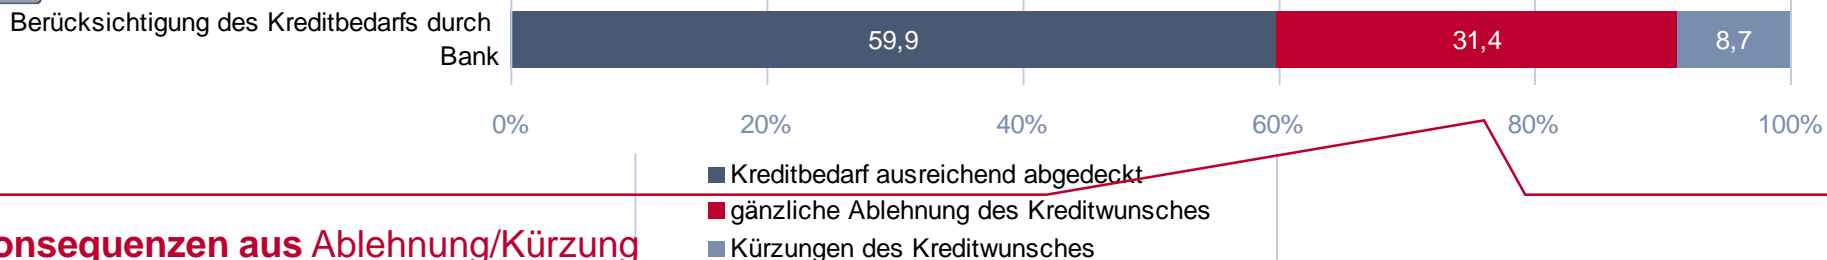 Berücksichtigung des Kreditbedarfs durch
Bank
59,9 31,4 8,7
0% 20% 40% 60% 80% 100%
Kreditbedarf ausreichend abgedeckt
gänzliche Ablehnung des Kreditwunsches
onsequenzen aus Ablehnung/Kürzung
Kürzungen des Kreditwunsches